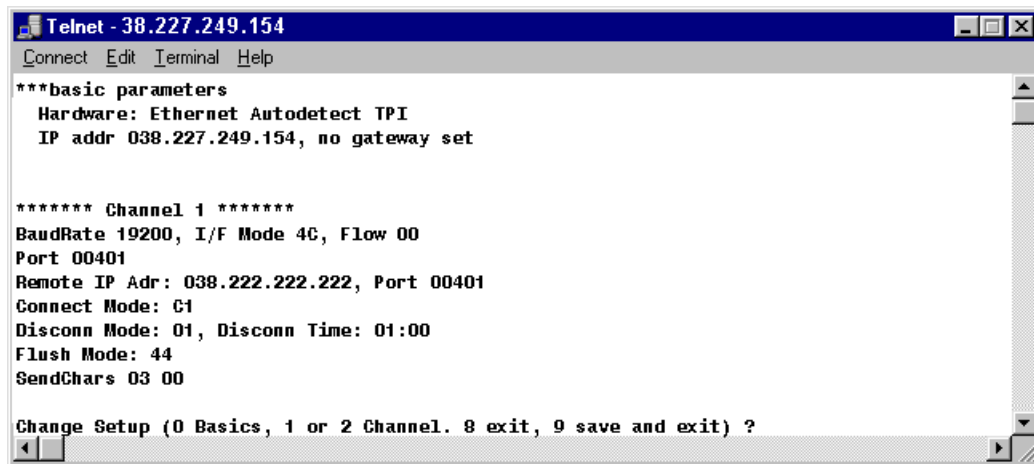 Telnet - 38.227.249.154
Connect Edit Terminal Help
***basic parameters
Hardware: Ethernet Autodetect TPI
IP addr 038.227.249.154, no gateway set
******* Channel 1 *******
BaudRate 19200, I/F Mode 4C, Flow 00
Port 00401
Remote IP Adr: 038.222.222.222, Port 00401
Connect Mode: C1
Disconn Mode: 01, Disconn Time: 01:00
Flush Mode: 44
SendChars 03 00
Change Setup (0 Basics, 1 or 2 Channel. 8 exit, 9 save and exit) ?